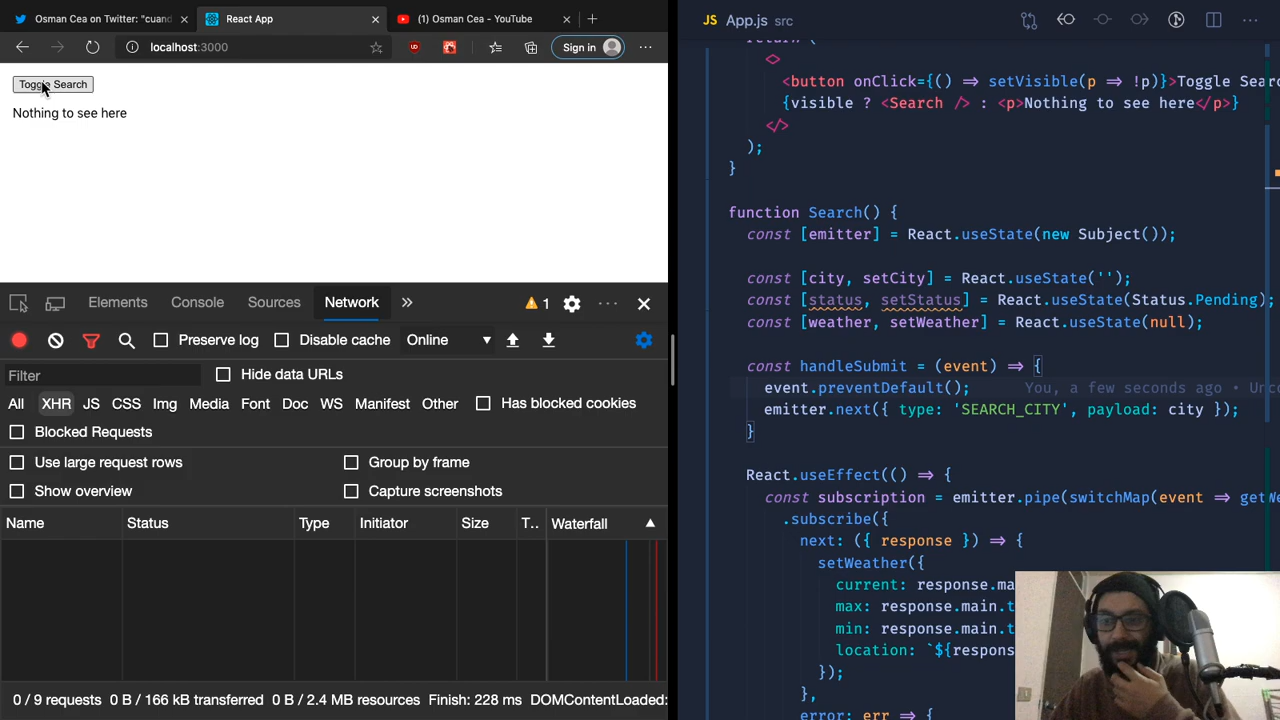 Osman Cea on Twitter: "cuand
React App
(1) Osman Cea - YouTube
localhost:3000
Sign in
Toggle Search
Nothing to see here
Elements
Console
Sources
Network
1
Preserve log
Disable cache
Online
Filter
Hide data URLs
All
XHR
JS
CSS
Img
Media
Font
Doc
WS
Manifest
Other
Has blocked cookies
Blocked Requests
Use large request rows
Group by frame
Show overview
Capture screenshots
Name
Status
Type
Initiator
Size
T..
Waterfall
0 / 9 requests
0 B / 166 kB transferred
0 B / 2.4 MB resources
Finish: 228 ms
DOMContentLoaded:
JS App.js src
return (
<>
<button onClick={() => setVisible(p => !p)}>Toggle Sear
{visible ? <Search /> : <p>Nothing to see here</p>}
</>
);
}
function Search() {
const [emitter] = React.useState(new Subject());
const [city, setCity] = React.useState('');
const [status, setStatus] = React.useState(Status.Pending);
const [weather, setWeather] = React.useState(null);
const handleSubmit = (event) => {
event.preventDefault(); You, a few seconds ago • Unc
emitter.next({ type: 'SEARCH_CITY', payload: city });
}
React.useEffect(() => {
const subscription = emitter.pipe(switchMap(event => getWe
.subscribe({
next: ({ response }) => {
setWeather({
current: response.ma
max: response.main.t
min: response.main.t
location: `${respons
});
},
error: err => {